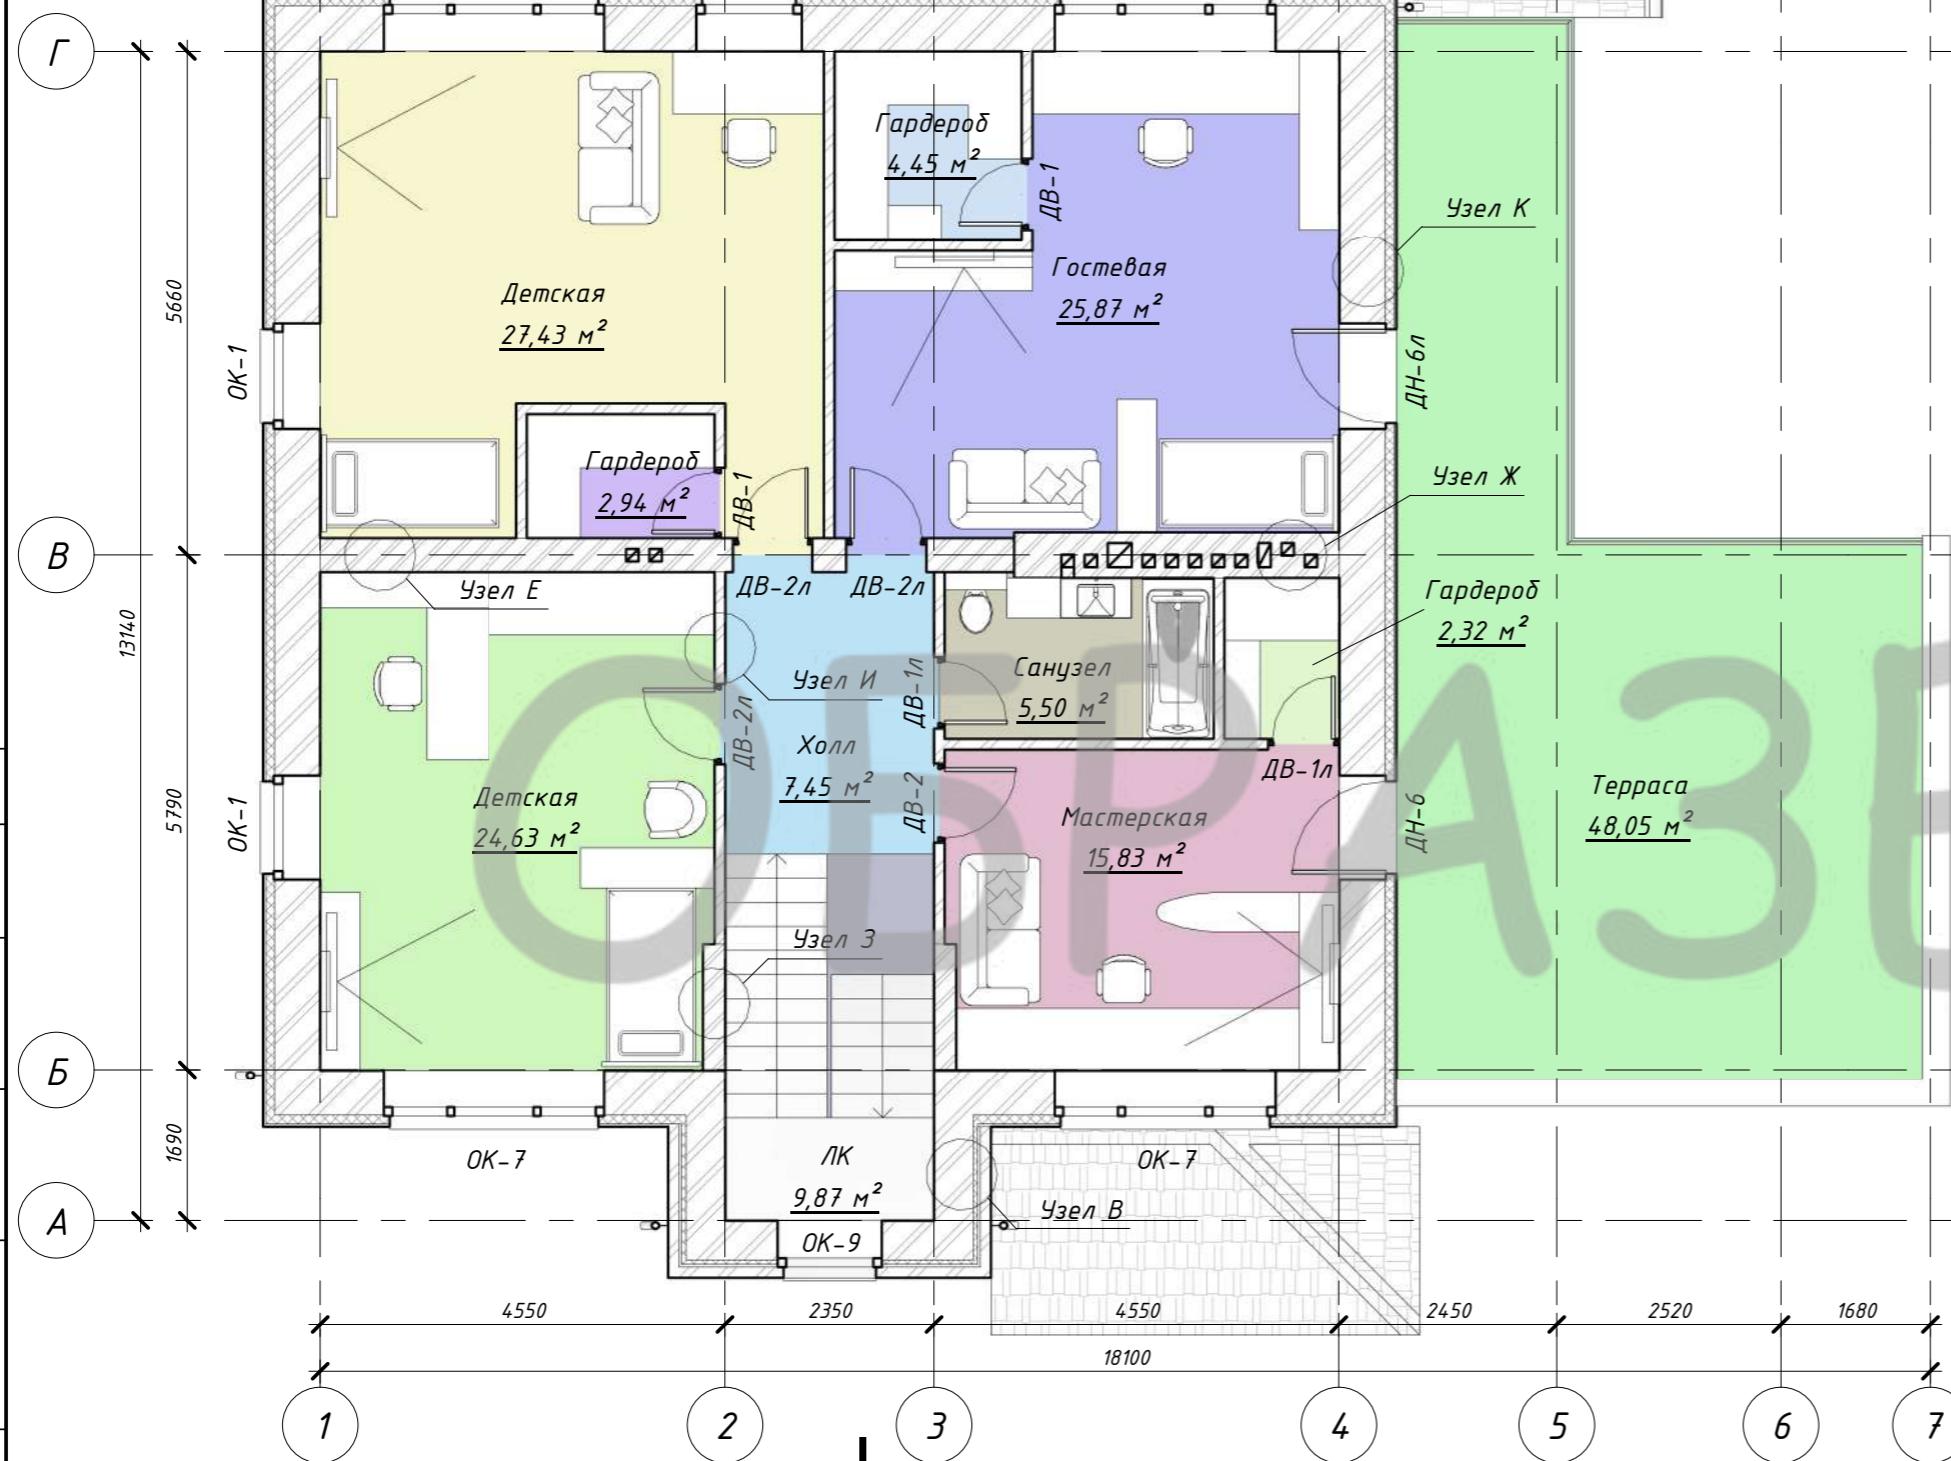 Г
Гардероб
4,45 м²
ДВ-1
Узел К
Гостевая
25,87 м²
Детская
27,43 м²
5660
ОК-1
ДН-6л
Гардероб
2,94 м²
ДВ-1
Узел Ж
В
Узел Е
ДВ-2л
ДВ-2л
Гардероб
2,32 м²
13140
Узел И
ДВ-1л
Санузел
5,50 м²
ДВ-2л
Холл
7,45 м²
ДВ-2
ДВ-1л
5790
ОК-1
Детская
24,63 м²
Мастерская
15,83 м²
ДН-6
Терраса
48,05 м²
ОБРАЗЕ
Узел З
Б
1690
ОК-7
ЛК
9,87 м²
ОК-7
Узел В
А
ОК-9
4550
2350
4550
2450
2520
1680
18100
1
2
3
4
5
6
7